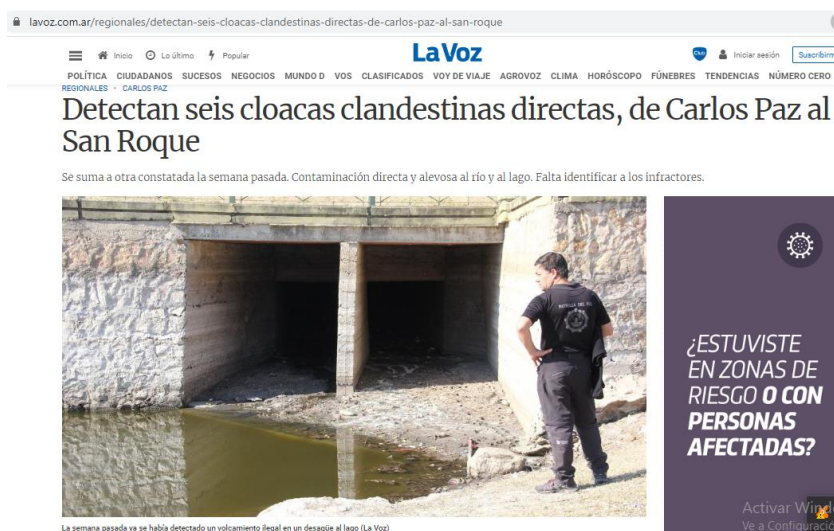 lavoz.com.ar/regionales/detectan-seis-cloacas-clandestinas-directas-de-carlos-paz-al-san-roque
Inicio Lo último Popular
La Voz
Club Iniciar sesión Suscribirm
POLÍTICA CIUDADANOS SUCESOS NEGOCIOS MUNDO D VOS CLASIFICADOS VOY DE VIAJE AGROVOZ CLIMA HORÓSCOPO FÚNEBRES TENDENCIAS NÚMERO CERO
REGIONALES CARLOS PAZ
Detectan seis cloacas clandestinas directas, de Carlos Paz al
San Roque
Se suma a otra constatada la semana pasada. Contaminación directa y alevosa al río y al lago. Falta identificar a los infractores.
¿ESTUVISTE
EN ZONAS DE
RIESGO O CON
PERSONAS
AFECTADAS?
Activar Wind
Ve a Configuració
La semana pasada ya se había detectado un volcamiento ilegal en un desagüe al lago (La Voz)